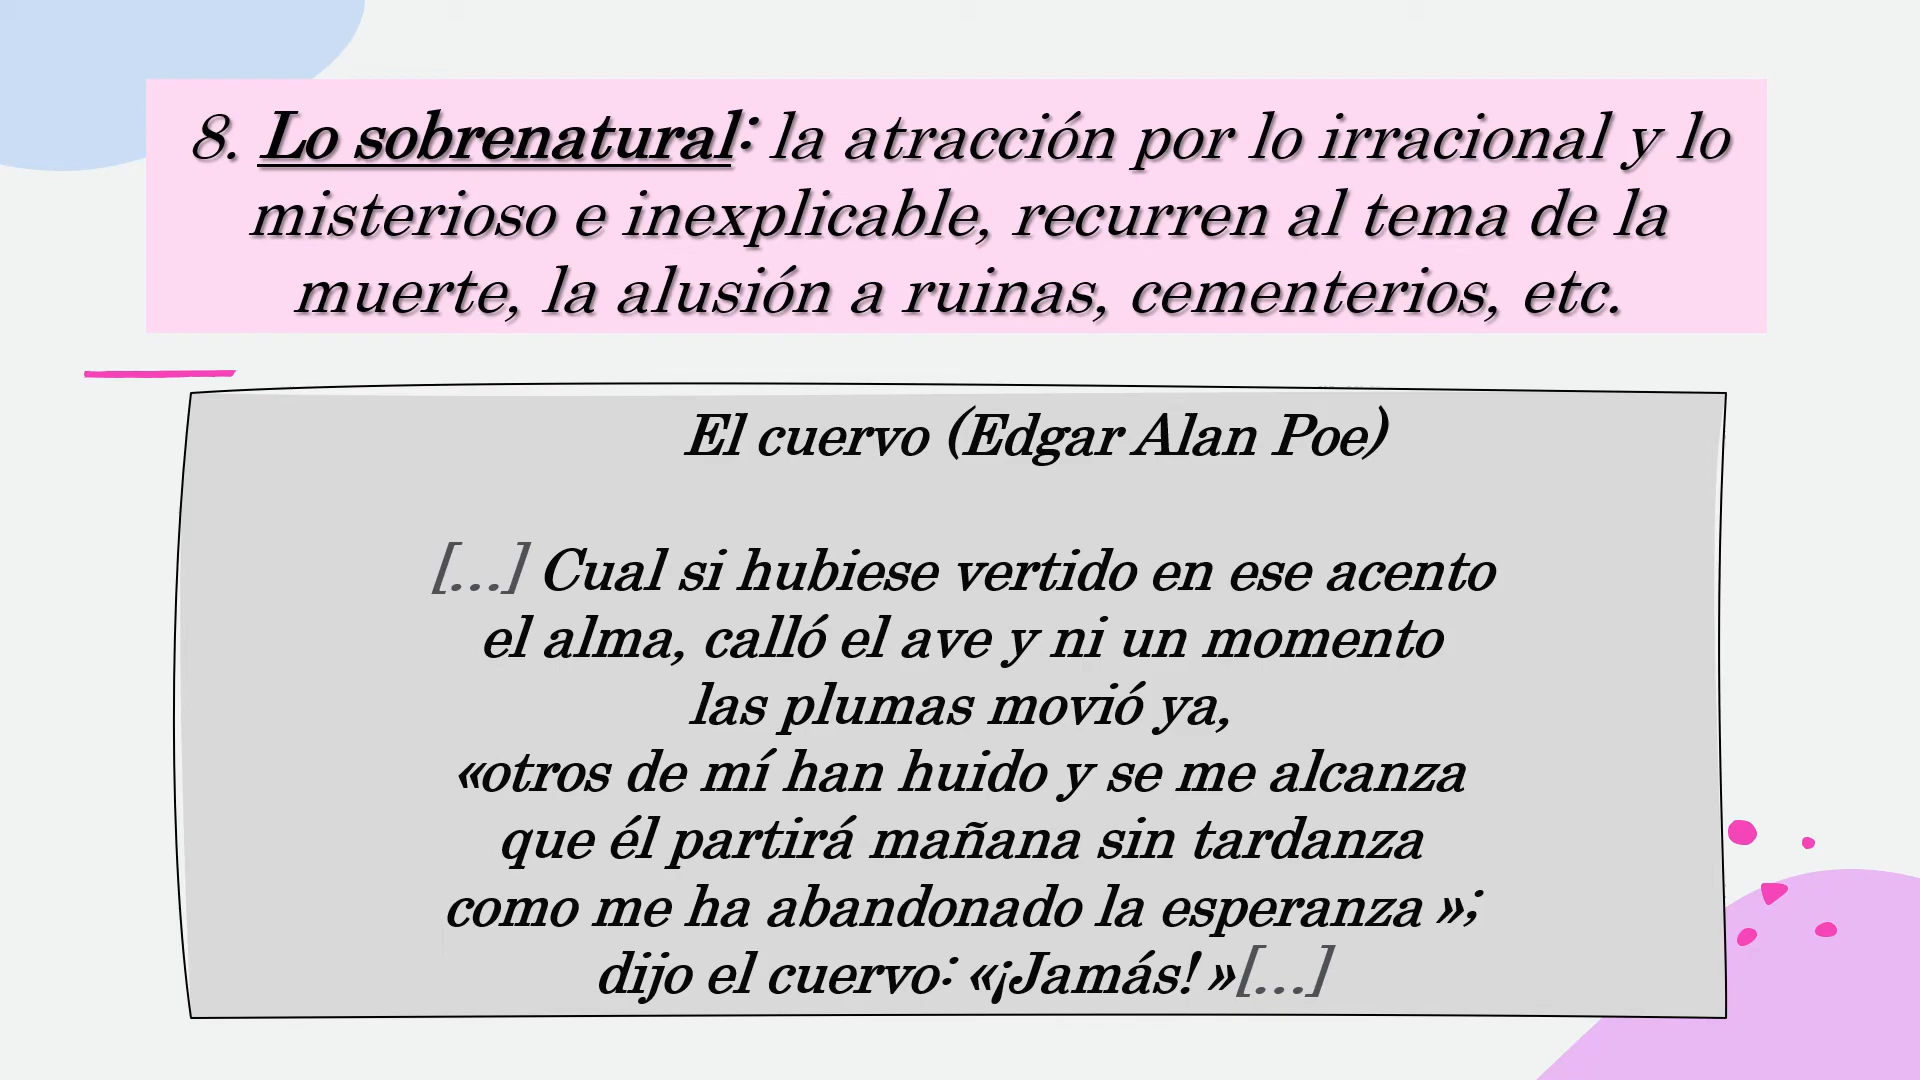 8. Lo sobrenatural: la atracción por lo irracional y lo
misterioso e inexplicable, recurren al tema de la
muerte, la alusión a ruinas, cementerios, etc.
El cuervo (Edgar Alan Poe)
[...] Cual si hubiese vertido en ese acento
el alma, calló el ave y ni un momento
las plumas movió ya,
«otros de mí han huido y se me alcanza
que él partirá mañana sin tardanza
como me ha abandonado la esperanza »;
dijo el cuervo: «¡Jamás! »[...]